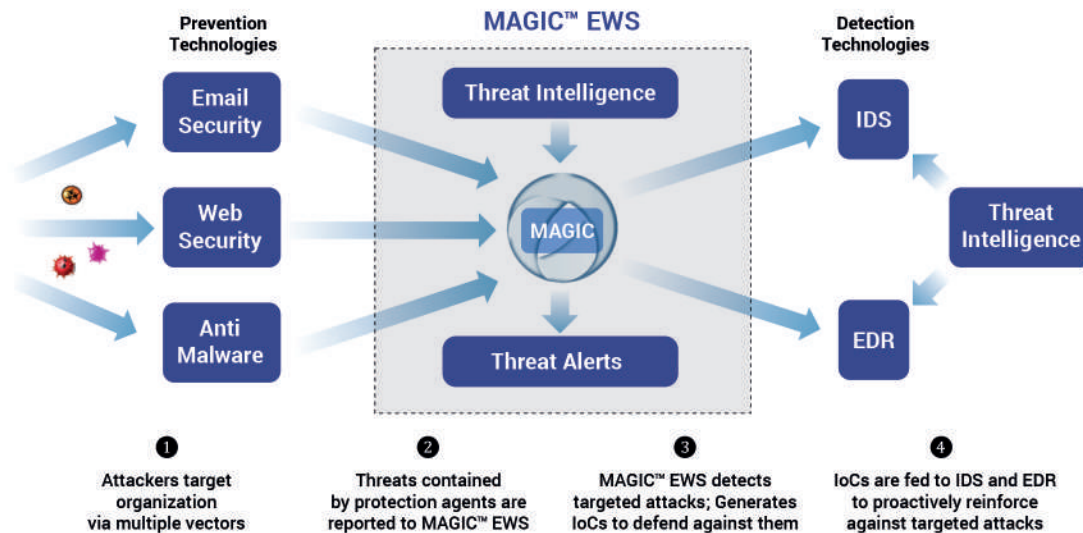 Prevention
Technologies
MAGIC™ EWS
Detection
Technologies
Email
Security
Threat Intelligence
IDS
Web
Security
MAGIC
Threat
Intelligence
Anti
Malware
Threat Alerts
EDR
1
Attackers target
organization
via multiple vectors
2
Threats contained
by protection agents are
reported to MAGIC™ EWS
3
MAGIC™ EWS detects
targeted attacks; Generates
IoCs to defend against them
4
IoCs are fed to IDS and EDR
to proactively reinforce
against targeted attacks